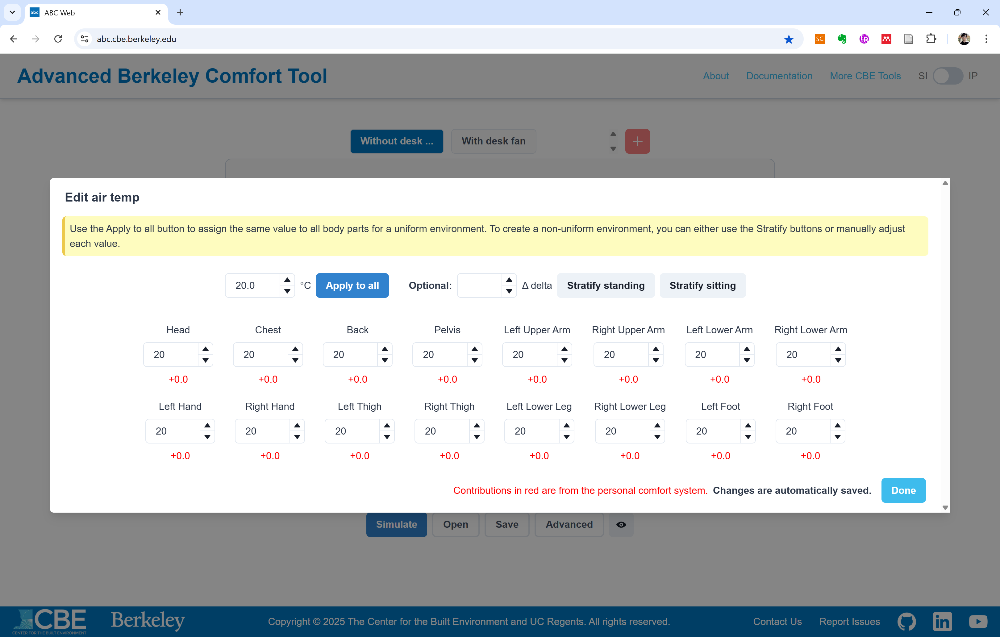 abc ABC Web
abc.cbe.berkeley.edu
SC
Advanced Berkeley Comfort Tool
About Documentation More CBE Tools SI IP
Without desk ... With desk fan
Edit air temp
Use the Apply to all button to assign the same value to all body parts for a uniform environment. To create a non-uniform environment, you can either use the Stratify buttons or manually adjust
each value.
20.0 °C Apply to all Optional: Δ delta Stratify standing Stratify sitting
Head Chest Back Pelvis Left Upper Arm Right Upper Arm Left Lower Arm Right Lower Arm
20 20 20 20 20 20 20 20
+0.0 +0.0 +0.0 +0.0 +0.0 +0.0 +0.0 +0.0
Left Hand Right Hand Left Thigh Right Thigh Left Lower Leg Right Lower Leg Left Foot Right Foot
20 20 20 20 20 20 20 20
+0.0 +0.0 +0.0 +0.0 +0.0 +0.0 +0.0 +0.0
Contributions in red are from the personal comfort system. Changes are automatically saved. Done
Simulate Open Save Advanced
CBE Berkeley Copyright © 2025 The Center for the Built Environment and UC Regents. All rights reserved. Contact Us Report Issues in
CENTER FOR THE BUILT ENVIRONMENT